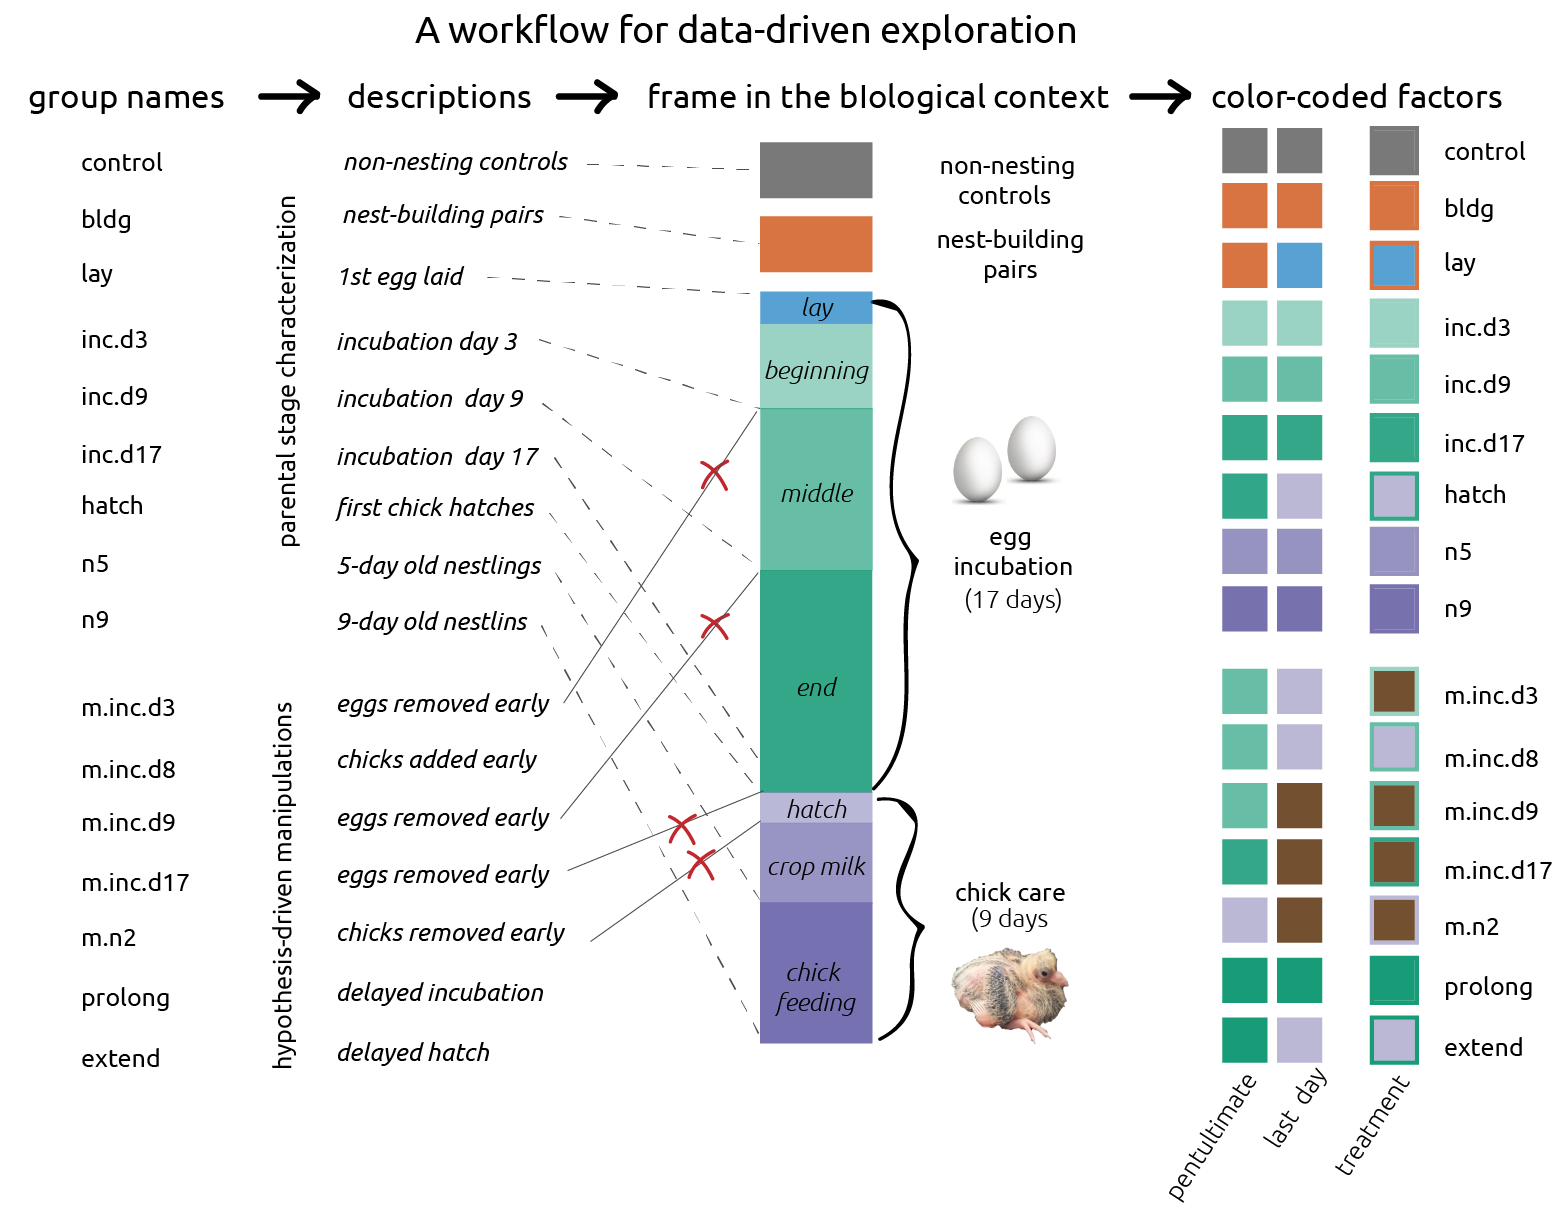 A workflow for data-driven exploration
group names
descriptions
frame in the bIological context
color-coded factors
control
bldg
lay
inc.d3
inc.d9
inc.d17
hatch
n5
n9
m.inc.d3
m.inc.d8
m.inc.d9
m.inc.d17
m.n2
prolong
extend
parental stage characterization
hypothesis-driven manipulations
non-nesting controls
nest-building pairs
1st egg laid
incubation day 3
incubation day 9
incubation day 17
first chick hatches
5-day old nestlings
9-day old nestlins
eggs removed early
chicks added early
eggs removed early
eggs removed early
chicks removed early
delayed incubation
delayed hatch
lay
beginning
middle
end
hatch
crop milk
chick
feeding
non-nesting
controls
nest-building
pairs
egg
incubation
(17 days)
chick care
(9 days
control
bldg
lay
inc.d3
inc.d9
inc.d17
hatch
n5
n9
m.inc.d3
m.inc.d8
m.inc.d9
m.inc.d17
m.n2
prolong
extend
pentultimate
last day
treatment